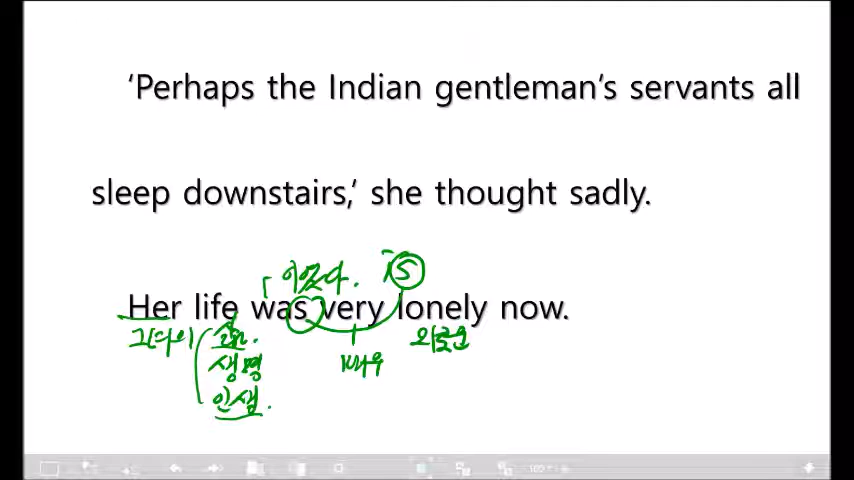 ‘Perhaps the Indian gentleman’s servants all
sleep downstairs,’ she thought sadly.
이었다. is
Her life was very lonely now.
그녀의 삶. 매우 외로운
생명
인생.